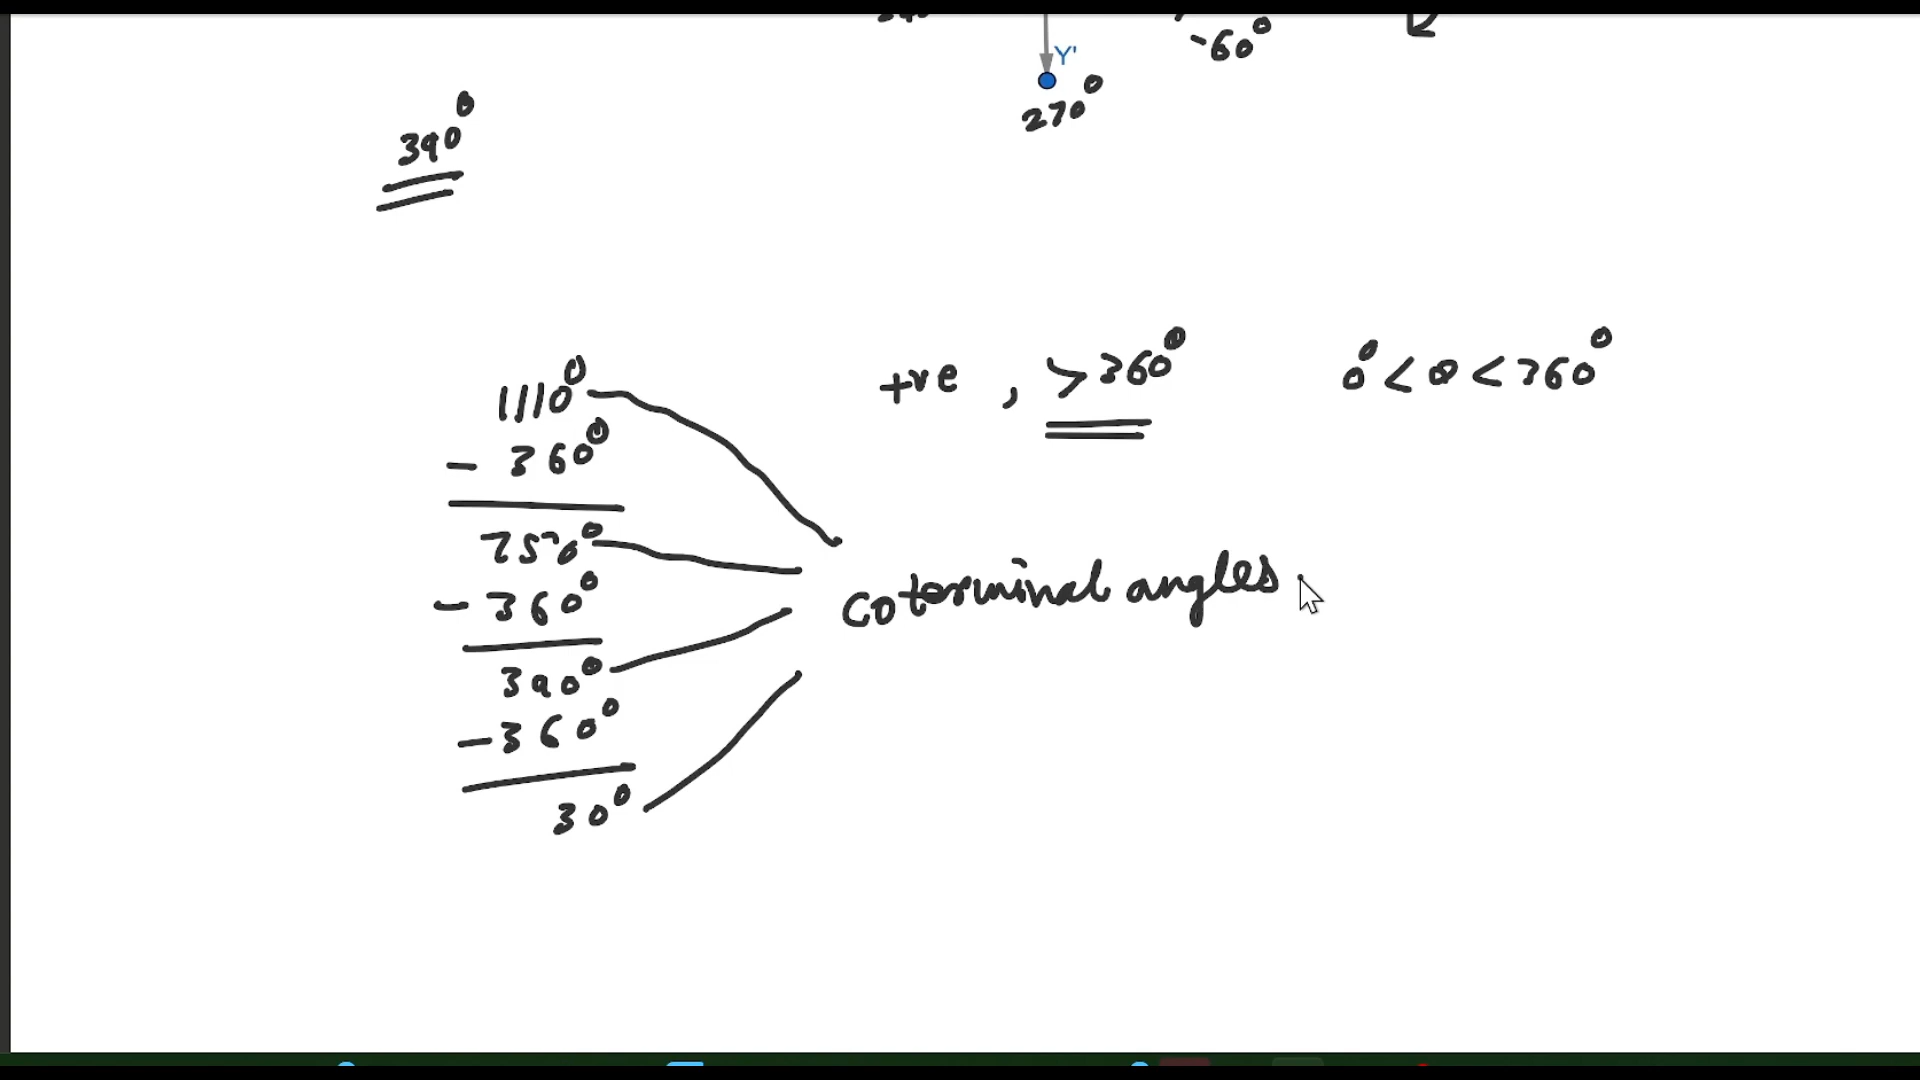 Y'
-60°
270°
390°
1110°
+ve , >360°
0° < θ < 360°
- 360°
750°
- 360°
coterminal angles
390°
-360°
30°